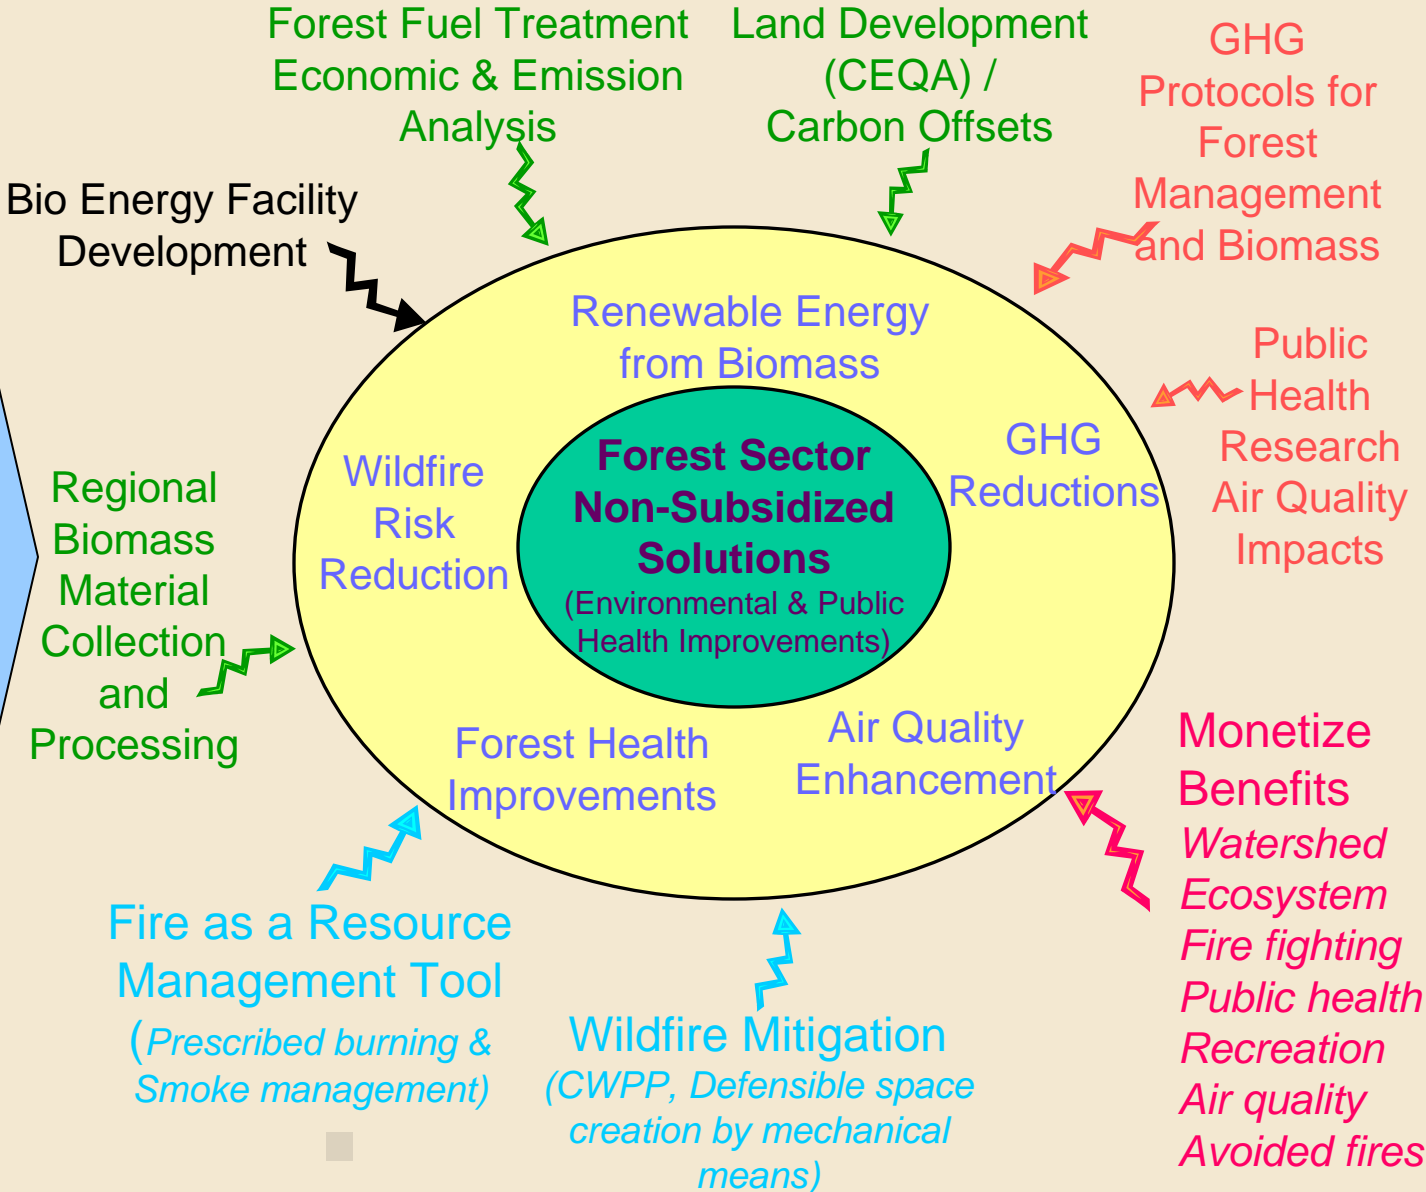 Forest Fuel Treatment
Economic & Emission
Analysis
Land Development
(CEQA) /
Carbon Offsets
GHG
Protocols for
Forest
Management
and Biomass
Bio Energy Facility
Development
Renewable Energy
from Biomass
Public
Health
Research
Air Quality
Impacts
GHG
Reductions
Wildfire
Risk
Reduction
Forest Sector
Non-Subsidized
Solutions
(Environmental & Public
Health Improvements)
Regional
Biomass
Material
Collection
and
Processing
Forest Health
Improvements
Air Quality
Enhancement
Monetize
Benefits
Watershed
Ecosystem
Fire fighting
Public health
Recreation
Air quality
Avoided fires
Fire as a Resource
Management Tool
(Prescribed burning &
Smoke management)
Wildfire Mitigation
(CWPP, Defensible space
creation by mechanical
means)